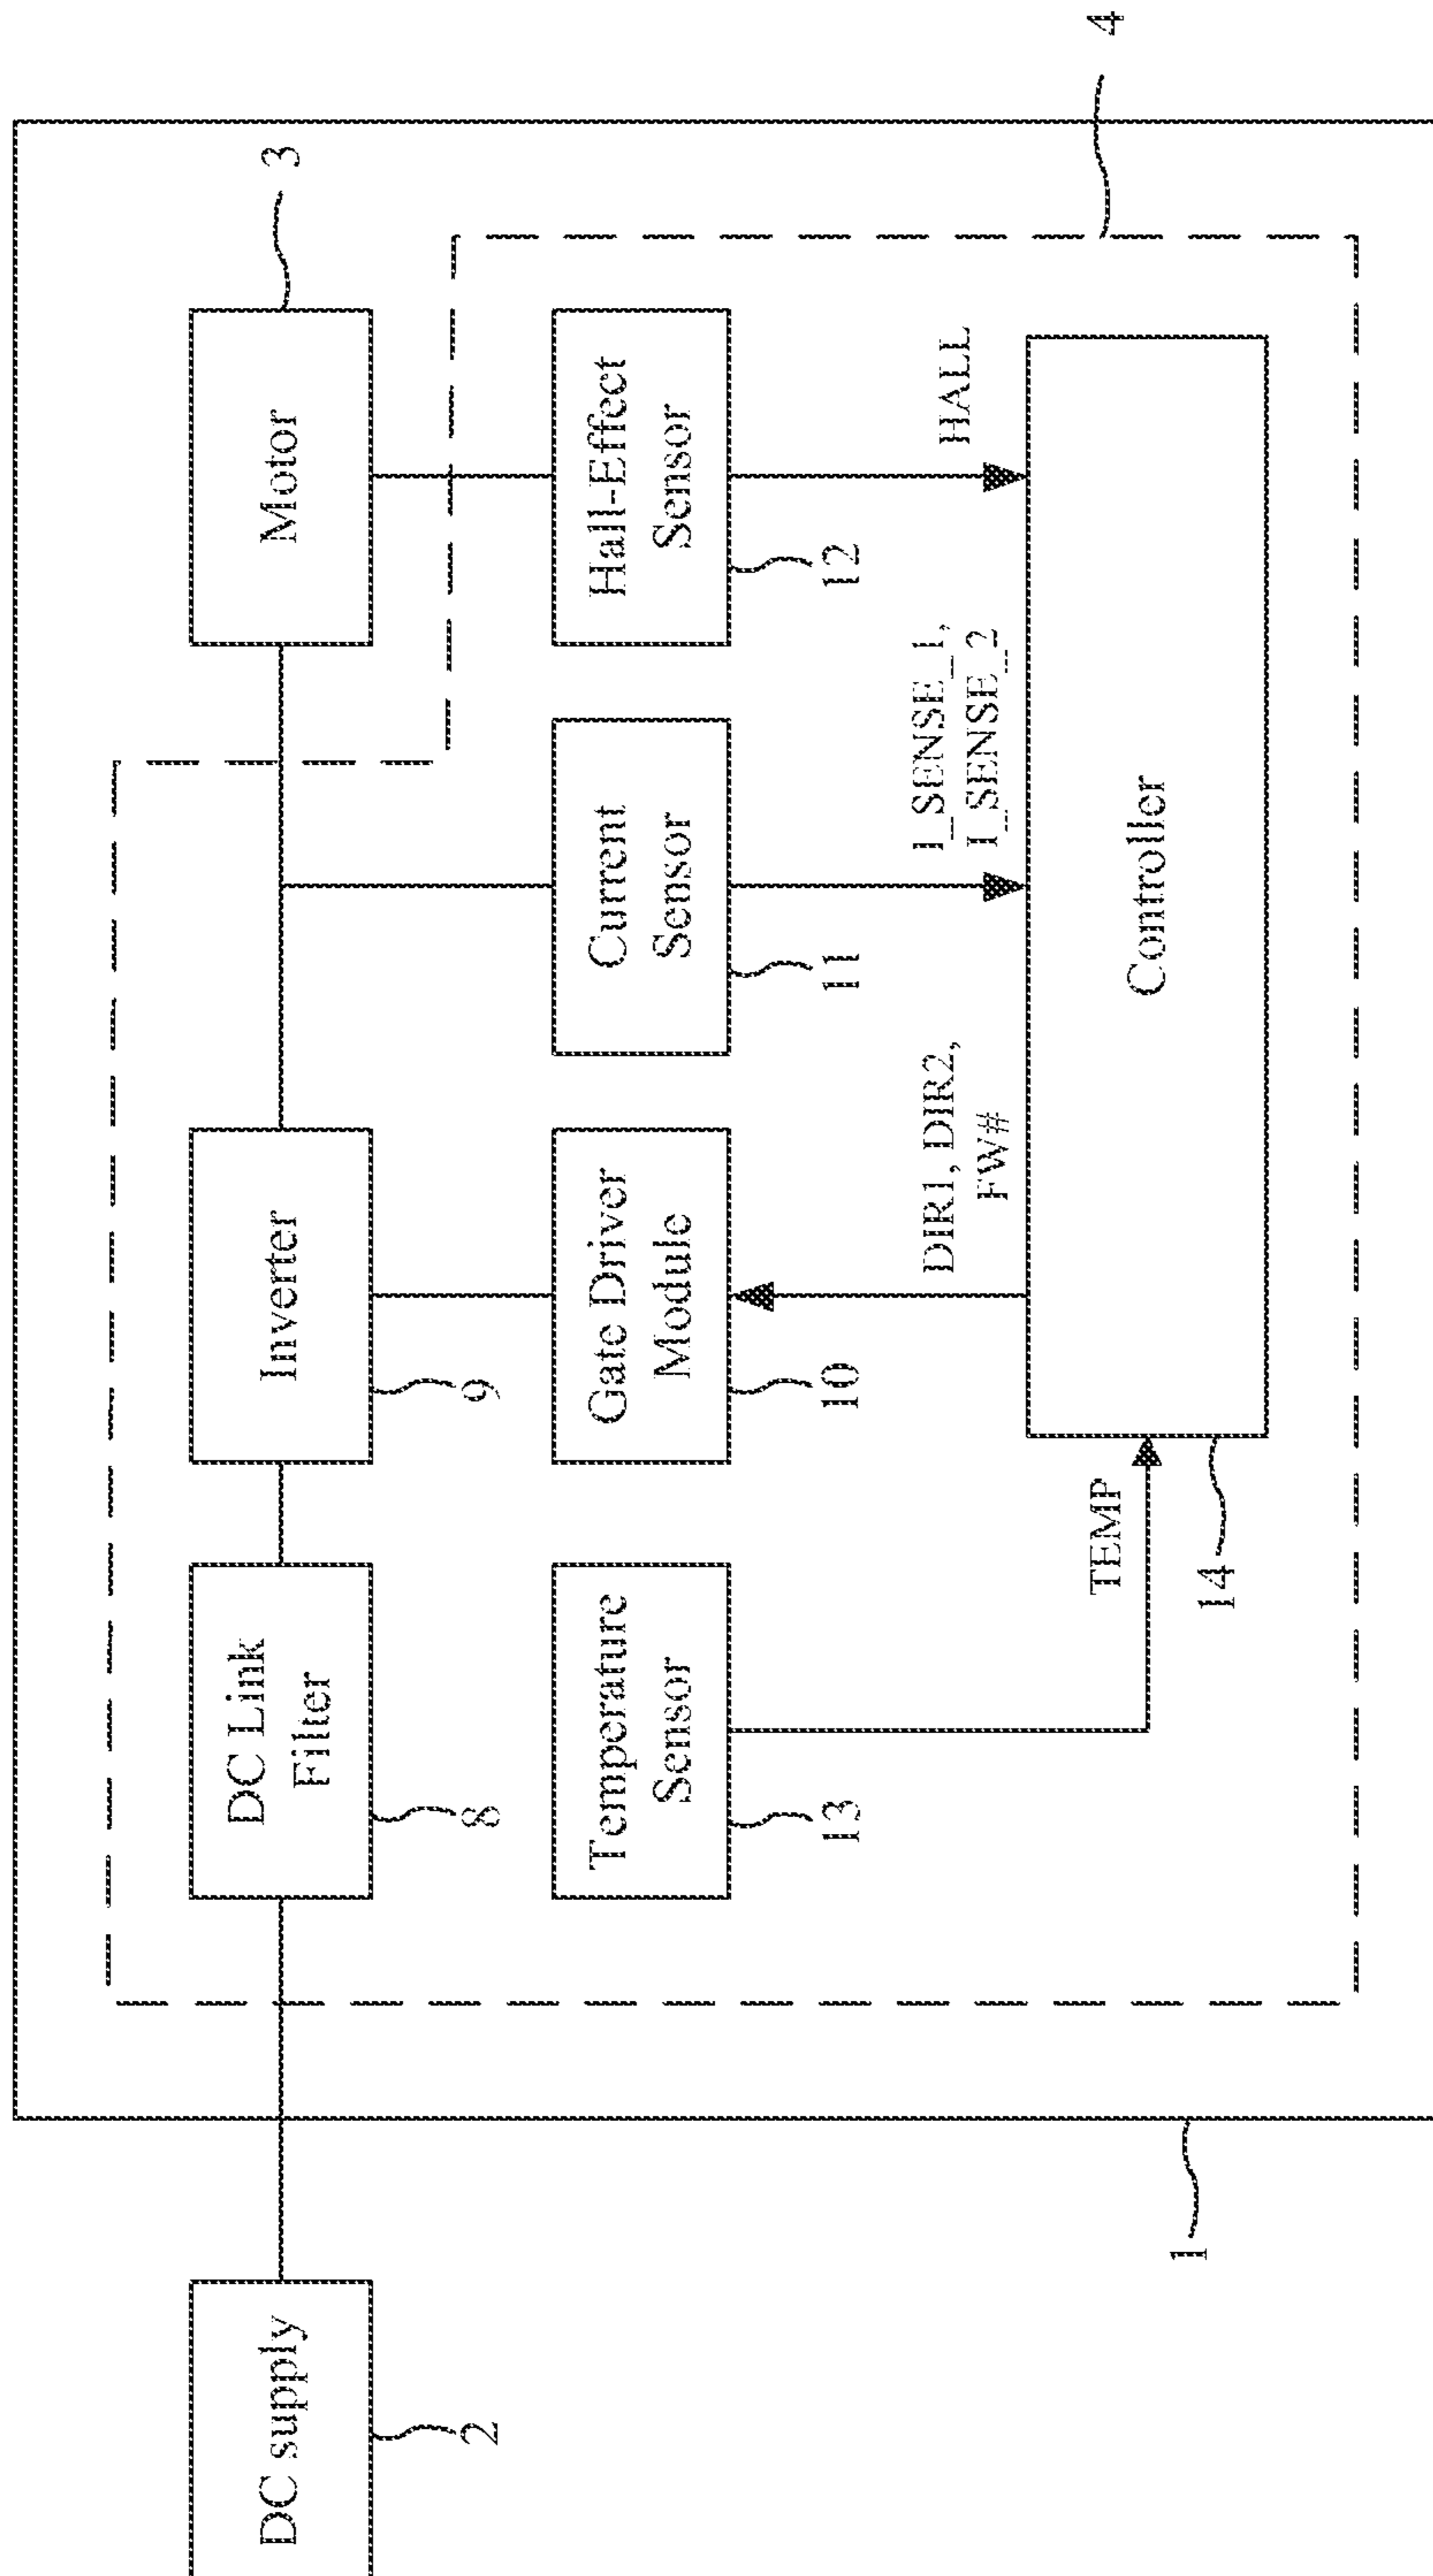 DC supply
2
1
DC Link
Filter
8
Inverter
9
Motor
3
Temperature
Sensor
13
Gate Driver
Module
10
Current
Sensor
11
Hall-Effect
Sensor
12
TEMP
DIR1, DIR2,
FW#
I_SENSE_1,
I_SENSE_2
HALL
Controller
14
4